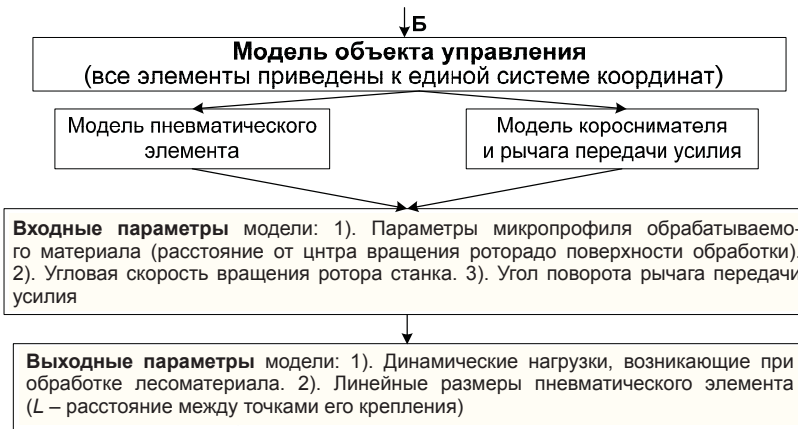 Б
Модель объекта управления
(все элементы приведены к единой системе координат)
Модель пневматического
элемента
Модель короснимателя
и рычага передачи усилия
Входные параметры модели: 1). Параметры микропрофиля обрабатываемо-
го материала (расстояние от цнтра вращения роторадо поверхности обработки).
2). Угловая скорость вращения ротора станка. 3). Угол поворота рычага передачи
усилия
Выходные параметры модели: 1). Динамические нагрузки, возникающие при
обработке лесоматериала. 2). Линейные размеры пневматического элемента
(L – расстояние между точками его крепления)